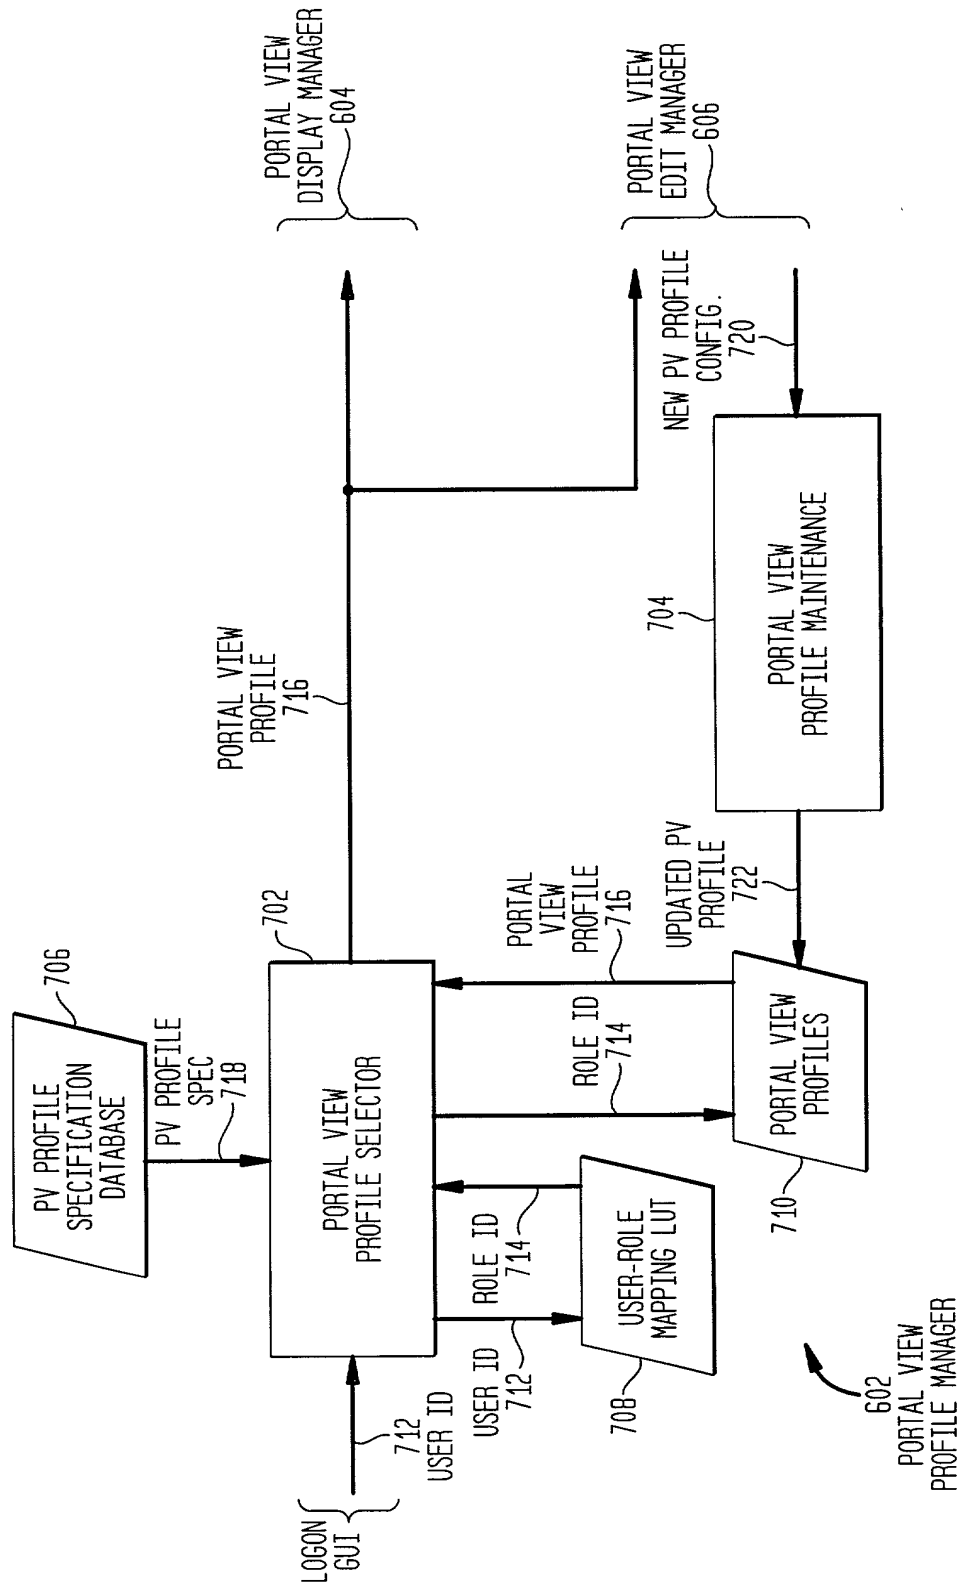 PV PROFILE
SPECIFICATION
DATABASE
706
PV PROFILE
SPEC
718
LOGON
GUI
712
USER ID
PORTAL VIEW
PROFILE SELECTOR
702
PORTAL VIEW
PROFILE
716
PORTAL VIEW
DISPLAY MANAGER
604
USER ID
712
ROLE ID
714
USER-ROLE
MAPPING LUT
708
ROLE ID
714
PORTAL
VIEW
PROFILE
716
PORTAL VIEW
PROFILES
710
UPDATED PV
PROFILE
722
PORTAL VIEW
PROFILE MAINTENANCE
704
NEW PV PROFILE
CONFIG.
720
PORTAL VIEW
EDIT MANAGER
606
602
PORTAL VIEW
PROFILE MANAGER